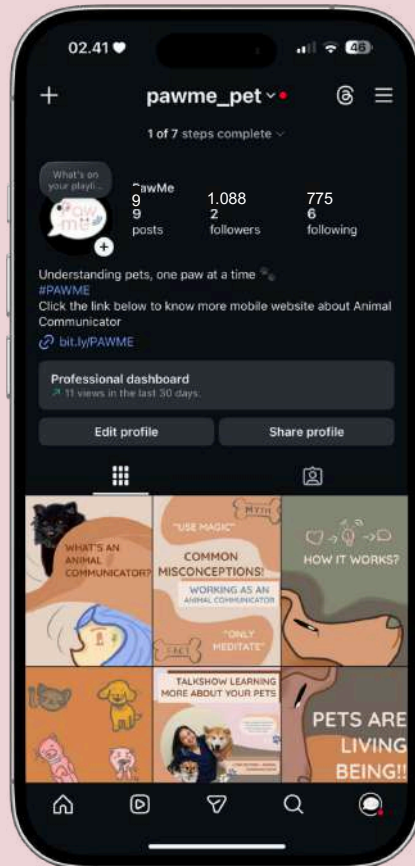 02.41
46
pawme_pet
1 of 7 steps complete
What's on
your playli...
Paw
me
PawMe
9 1.088 775
9 2 6
posts followers following
Understanding pets, one paw at a time
#PAWME
Click the link below to know more mobile website about Animal
Communicator
bit.ly/PAWME
Professional dashboard
11 views in the last 30 days.
Edit profile Share profile
WHAT'S AN
ANIMAL
COMMUNICATOR?
MYTH
"USE MAGIC"
COMMON
MISCONCEPTIONS!
WORKING AS AN
ANIMAL COMMUNICATOR
"ONLY
MEDITATE"
FACT
HOW IT WORKS?
TALKSHOW LEARNING
MORE ABOUT YOUR PETS
PETS ARE
LIVING
BEING!!